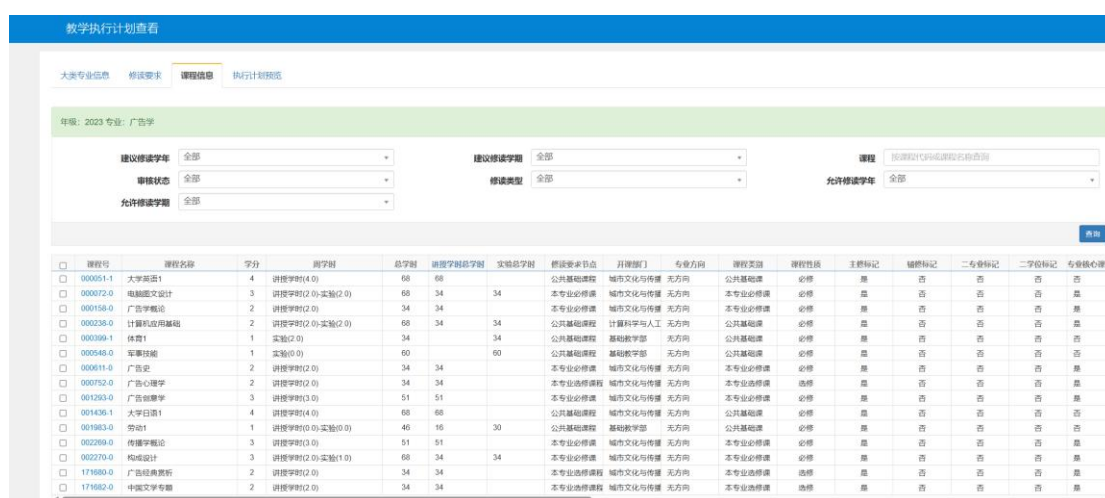 教学执行计划查看
大类专业信息 修读要求 课程信息 执行计划预览
年级：2023 专业：广告学
建议修读学年 全部 建议修读学期 全部 课程 按课程代码或课程名称查询
审核状态 全部 修读类型 全部 允许修读学年 全部
允许修读学期 全部
查询
课程号 课程名称 学分 周学时 总学时 讲授学时总学时 实验总学时 修读要求节点 开课部门 专业方向 课程类别 课程性质 主修标记 辅修标记 二专业标记 二学位标记 专业核心课
000051-1 大学英语1 4 讲授学时(4.0) 68 68 公共基础课程 城市文化与传播 无方向 公共基础课 必修 是 否 否 否 否
000072-0 电脑图文设计 3 讲授学时(2.0)-实验(2.0) 68 34 34 本专业必修课 城市文化与传播 无方向 本专业必修课 必修 是 否 否 否 是
000158-0 广告学概论 2 讲授学时(2.0) 34 34 本专业必修课 城市文化与传播 无方向 本专业必修课 必修 是 否 否 否 是
000238-0 计算机应用基础 2 讲授学时(2.0)-实验(2.0) 68 34 34 公共基础课程 计算科学与人工 无方向 公共基础课 必修 是 否 否 否 是
000399-1 体育1 1 实验(2.0) 34 34 公共基础课程 基础教学部 无方向 公共基础课 必修 是 否 否 否 否
000548-0 军事技能 1 实验(0.0) 60 60 公共基础课程 基础教学部 无方向 公共基础课 必修 是 否 否 否 否
000611-0 广告史 2 讲授学时(2.0) 34 34 本专业必修课 城市文化与传播 无方向 本专业必修课 必修 是 否 否 否 是
000752-0 广告心理学 2 讲授学时(2.0) 34 34 本专业选修课程 城市文化与传播 无方向 本专业选修课 选修 是 否 否 否 是
001293-0 广告创意学 3 讲授学时(3.0) 51 51 本专业必修课 城市文化与传播 无方向 本专业必修课 必修 是 否 否 否 是
001436-1 大学日语1 4 讲授学时(4.0) 68 68 公共基础课程 城市文化与传播 无方向 公共基础课 必修 是 否 否 否 否
001983-0 劳动1 1 讲授学时(0.0)-实验(0.0) 46 16 30 公共基础课程 基础教学部 无方向 公共基础课 必修 是 否 否 否 否
002269-0 传播学概论 3 讲授学时(3.0) 51 51 本专业必修课 城市文化与传播 无方向 本专业必修课 必修 是 否 否 否 是
002270-0 构成设计 3 讲授学时(2.0)-实验(1.0) 68 34 34 本专业必修课 城市文化与传播 无方向 本专业必修课 必修 是 否 否 否 是
171680-0 广告经典赏析 2 讲授学时(2.0) 34 34 本专业选修课程 城市文化与传播 无方向 本专业选修课 选修 是 否 否 否 是
171682-0 中国文学专题 2 讲授学时(2.0) 34 34 本专业选修课程 城市文化与传播 无方向 本专业选修课 选修 是 否 否 否 是